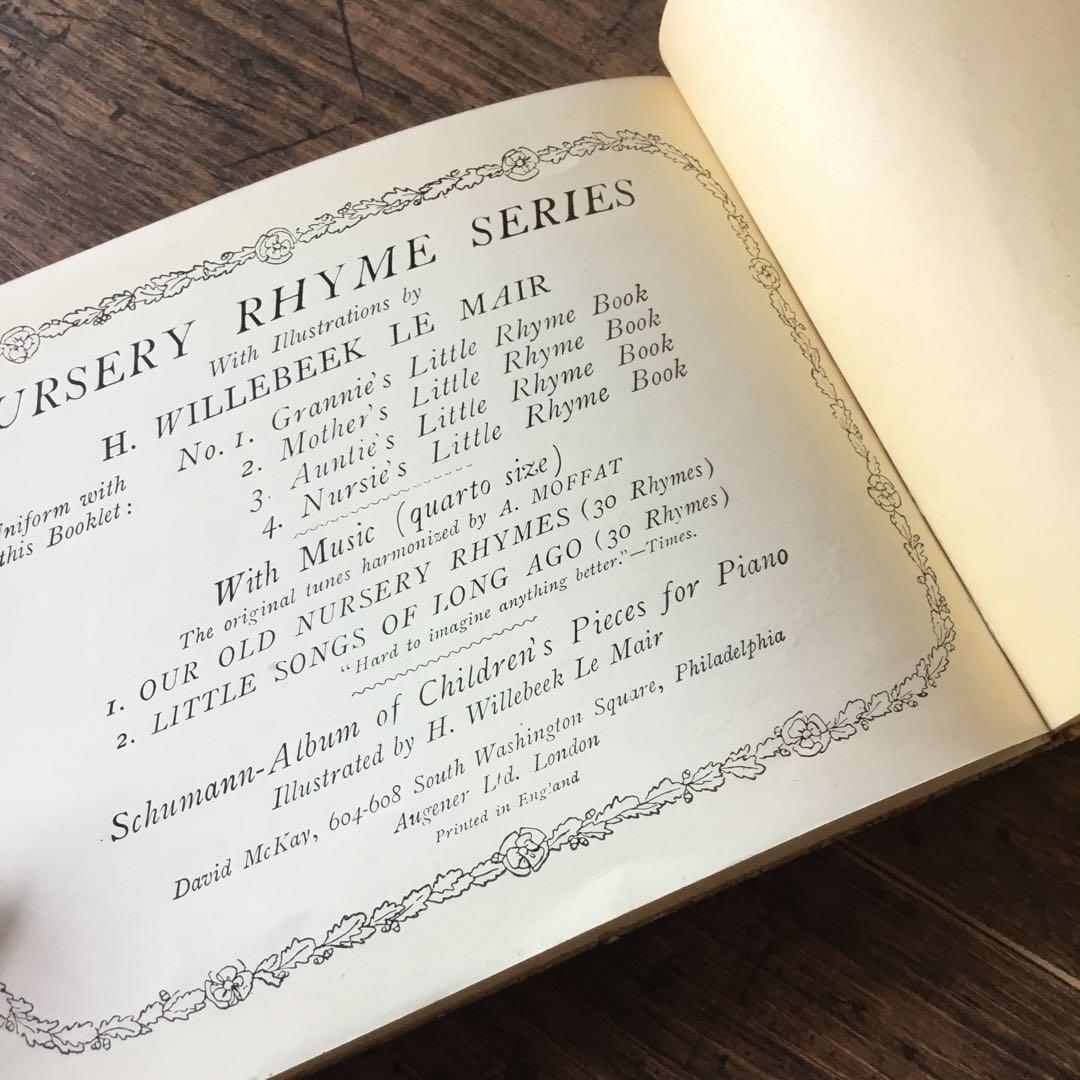 URSERY RHYME SERIES
With Illustrations by
H. WILLEBEEK LE MAIR
Uniform with
this Booklet:
No. 1. Grannie's Little Rhyme Book
2. Mother's Little Rhyme Book
3. Auntie's Little Rhyme Book
4. Nursie's Little Rhyme Book
With Music (quarto size)
The original tunes harmonized by A. MOFFAT
1. OUR OLD NURSERY RHYMES (30 Rhymes)
2. LITTLE SONGS OF LONG AGO (30 Rhymes)
"Hard to imagine anything better."—Times.
Schumann-Album of Children's Pieces for Piano
Illustrated by H. Willebeek Le Mair
David McKay, 604-608 South Washington Square, Philadelphia
Augener Ltd. London
Printed in England